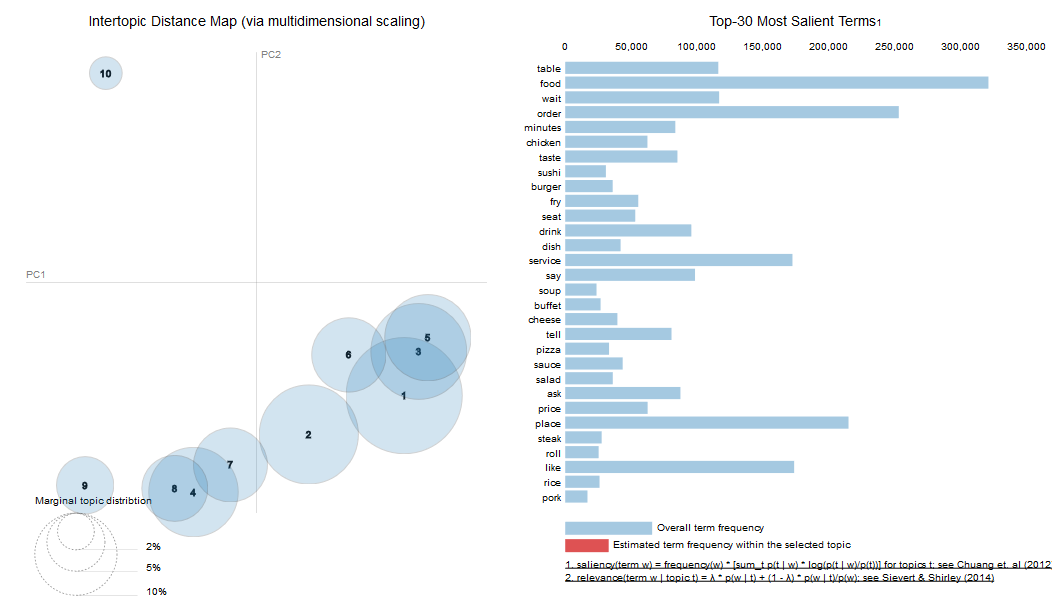 Intertopic Distance Map (via multidimensional scaling)
PC2
PC1
10
5
3
6
1
2
7
8
4
9
Marginal topic distribtion
2%
5%
10%
Top-30 Most Salient Terms1
0 50,000 100,000 150,000 200,000 250,000 300,000 350,000
table
food
wait
order
minutes
chicken
taste
sushi
burger
fry
seat
drink
dish
service
say
soup
buffet
cheese
tell
pizza
sauce
salad
ask
price
place
steak
roll
like
rice
pork
Overall term frequency
Estimated term frequency within the selected topic
1. saliency(term w) = frequency(w) * [sum_t p(t | w) * log(p(t | w)/p(t))] for topics t; see Chuang et. al (2012
2. relevance(term w | topic t) = λ * p(w | t) + (1 - λ) * p(w | t)/p(w); see Sievert & Shirley (2014)